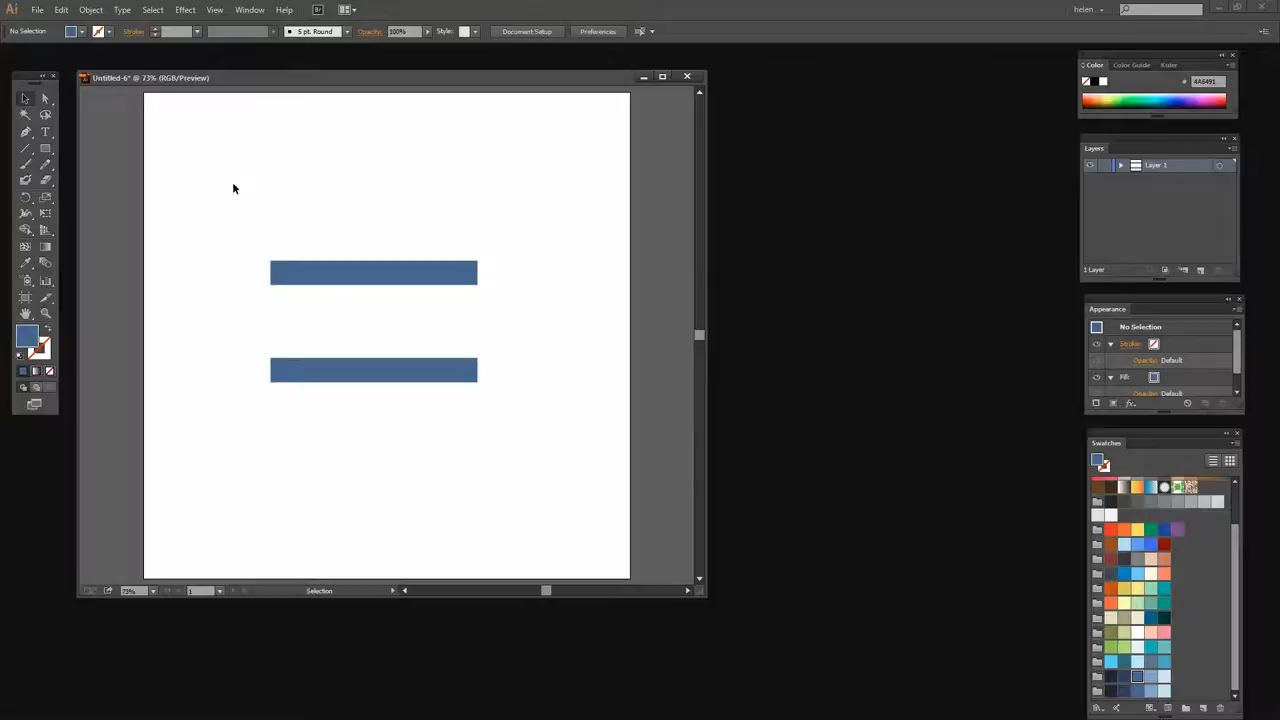 Ai File Edit Object Type Select Effect View Window Help Br helen
No Selection Stroke: 5 pt. Round Opacity: 100% Style: Document Setup Preferences
Untitled-6* @ 73% (RGB/Preview)
Color Color Guide Kuler
# 4A6491
Layers
Layer 1
1 Layer
Appearance
No Selection
Stroke:
Opacity: Default
Fill:
Opacity: Default
fx.
Swatches
73% 1 Selection